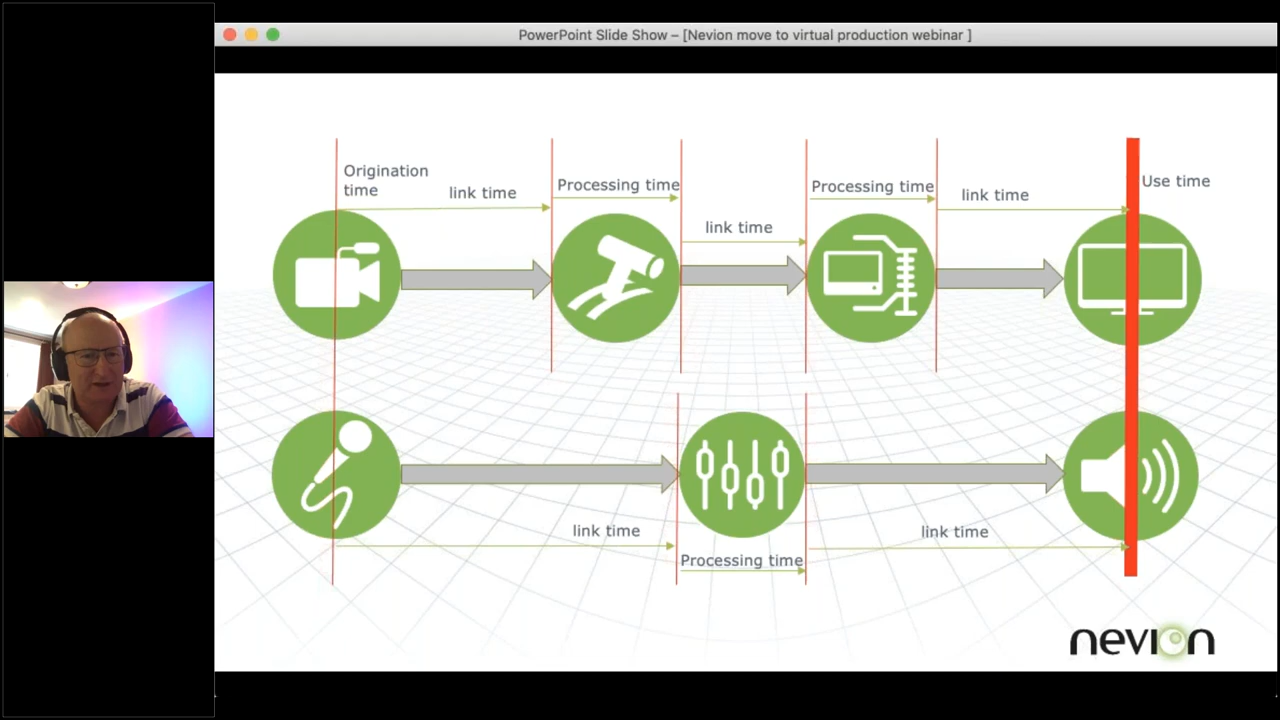 PowerPoint Slide Show – [Nevion move to virtual production webinar ]
Origination
time
link time
Processing time
link time
Processing time
link time
Use time
link time
Processing time
link time
nevion